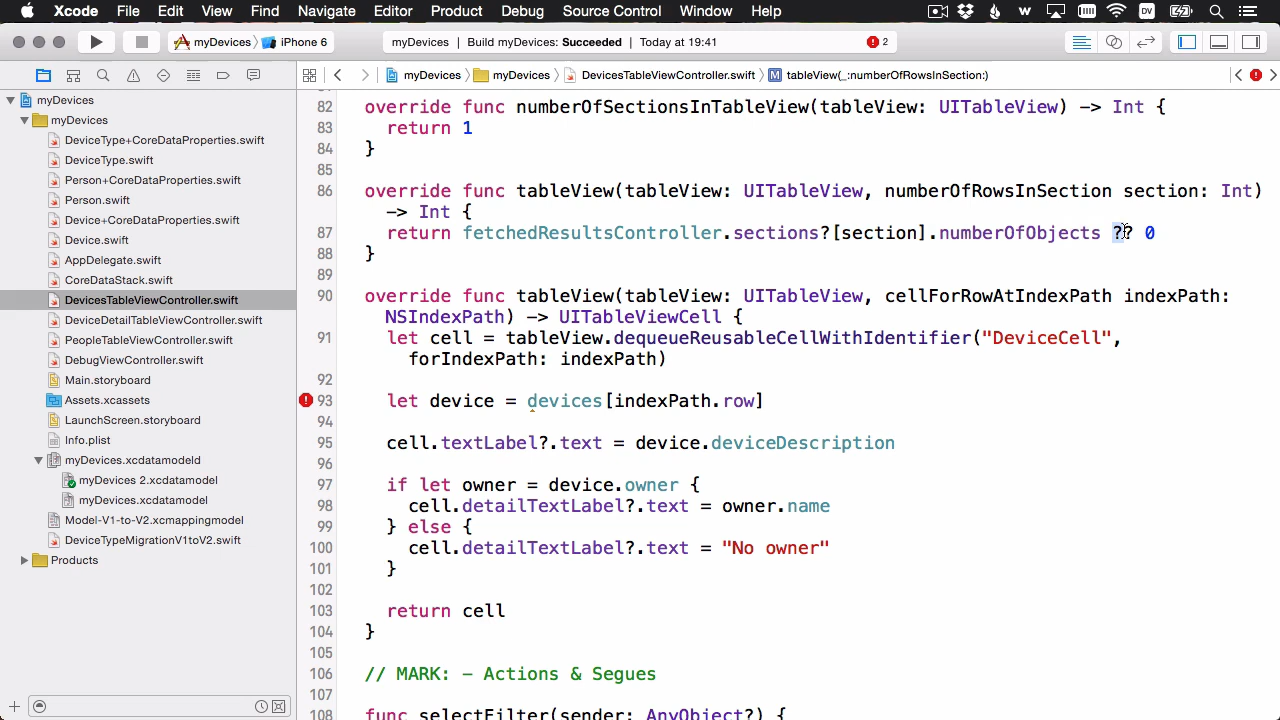 Xcode File Edit View Find Navigate Editor Product Debug Source Control Window Help W DV
myDevices iPhone 6 myDevices | Build myDevices: Succeeded | Today at 19:41 2
myDevices myDevices DevicesTableViewController.swift M tableView(_:numberOfRowsInSection:)
myDevices
myDevices
DeviceType+CoreDataProperties.swift
DeviceType.swift
Person+CoreDataProperties.swift
Person.swift
Device+CoreDataProperties.swift
Device.swift
AppDelegate.swift
CoreDataStack.swift
DevicesTableViewController.swift
DeviceDetailTableViewController.swift
PeopleTableViewController.swift
DebugViewController.swift
Main.storyboard
Assets.xcassets
LaunchScreen.storyboard
Info.plist
myDevices.xcdatamodeld
myDevices 2.xcdatamodel
myDevices.xcdatamodel
Model-V1-to-V2.xcmappingmodel
DeviceTypeMigrationV1toV2.swift
Products
82 override func numberOfSectionsInTableView(tableView: UITableView) -> Int {
83 return 1
84 }
85
86 override func tableView(tableView: UITableView, numberOfRowsInSection section: Int)
-> Int {
87 return fetchedResultsController.sections?[section].numberOfObjects ?? 0
88 }
89
90 override func tableView(tableView: UITableView, cellForRowAtIndexPath indexPath:
NSIndexPath) -> UITableViewCell {
91 let cell = tableView.dequeueReusableCellWithIdentifier("DeviceCell",
forIndexPath: indexPath)
92
93 let device = devices[indexPath.row]
94
95 cell.textLabel?.text = device.deviceDescription
96
97 if let owner = device.owner {
98 cell.detailTextLabel?.text = owner.name
99 } else {
100 cell.detailTextLabel?.text = "No owner"
101 }
102
103 return cell
104 }
105
106 // MARK: - Actions & Segues
107
108 func selectFilter(sender: AnyObject?) {